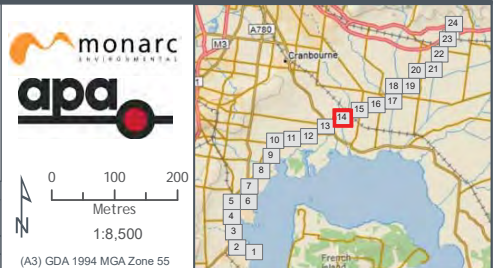 monarc
ENVIRONMENTAL
apa
0 100 200
Metres
1:8,500
N
(A3) GDA 1994 MGA Zone 55
A780
M3
Cranbourne
1
24
23
22
20 21
18 19
15 16 17
14
13
10 11 12
9
8
7
5 6
4
3
2 1
French
Island